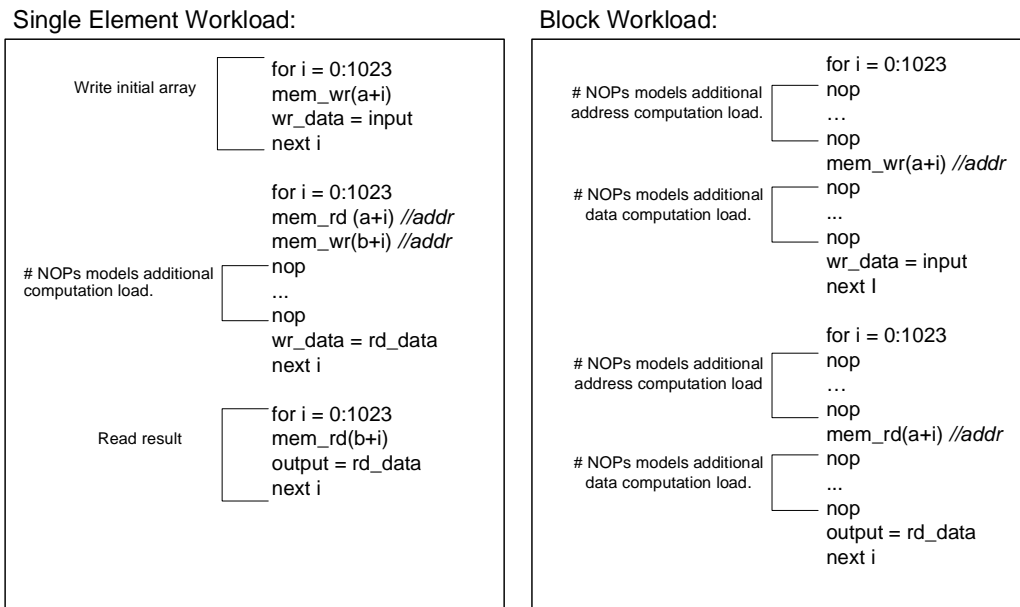 Single Element Workload:
Write initial array
for i = 0:1023
mem_wr(a+i)
wr_data = input
next i
for i = 0:1023
mem_rd (a+i) //addr
mem_wr(b+i) //addr
# NOPs models additional
computation load.
nop
...
nop
wr_data = rd_data
next i
Read result
for i = 0:1023
mem_rd(b+i)
output = rd_data
next i
Block Workload:
for i = 0:1023
# NOPs models additional
address computation load.
nop
…
nop
mem_wr(a+i) //addr
# NOPs models additional
data computation load.
nop
...
nop
wr_data = input
next I
for i = 0:1023
# NOPs models additional
address computation load
nop
…
nop
mem_rd(a+i) //addr
# NOPs models additional
data computation load.
nop
...
nop
output = rd_data
next i